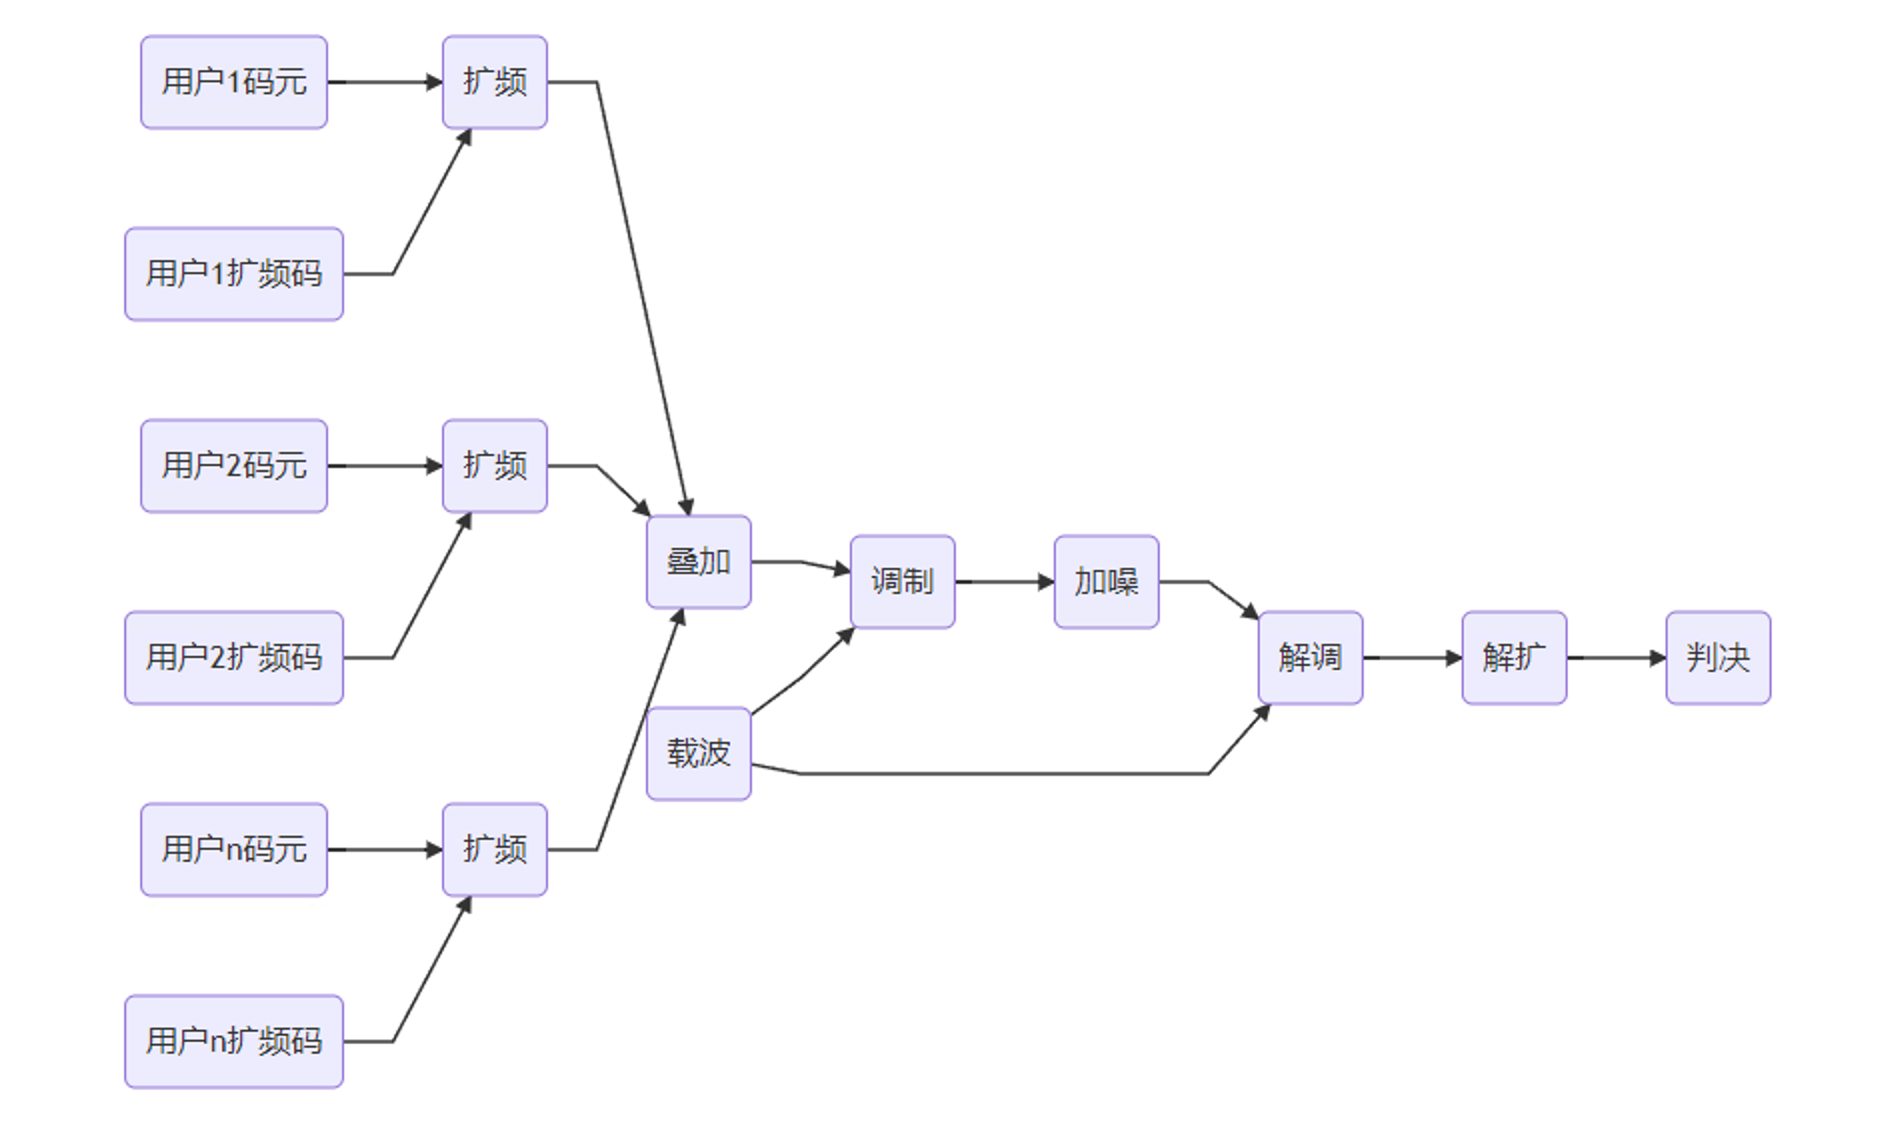 用户1码元
扩频
用户1扩频码
用户2码元
扩频
用户2扩频码
叠加
调制
加噪
解调
解扩
判决
载波
用户n码元
扩频
用户n扩频码